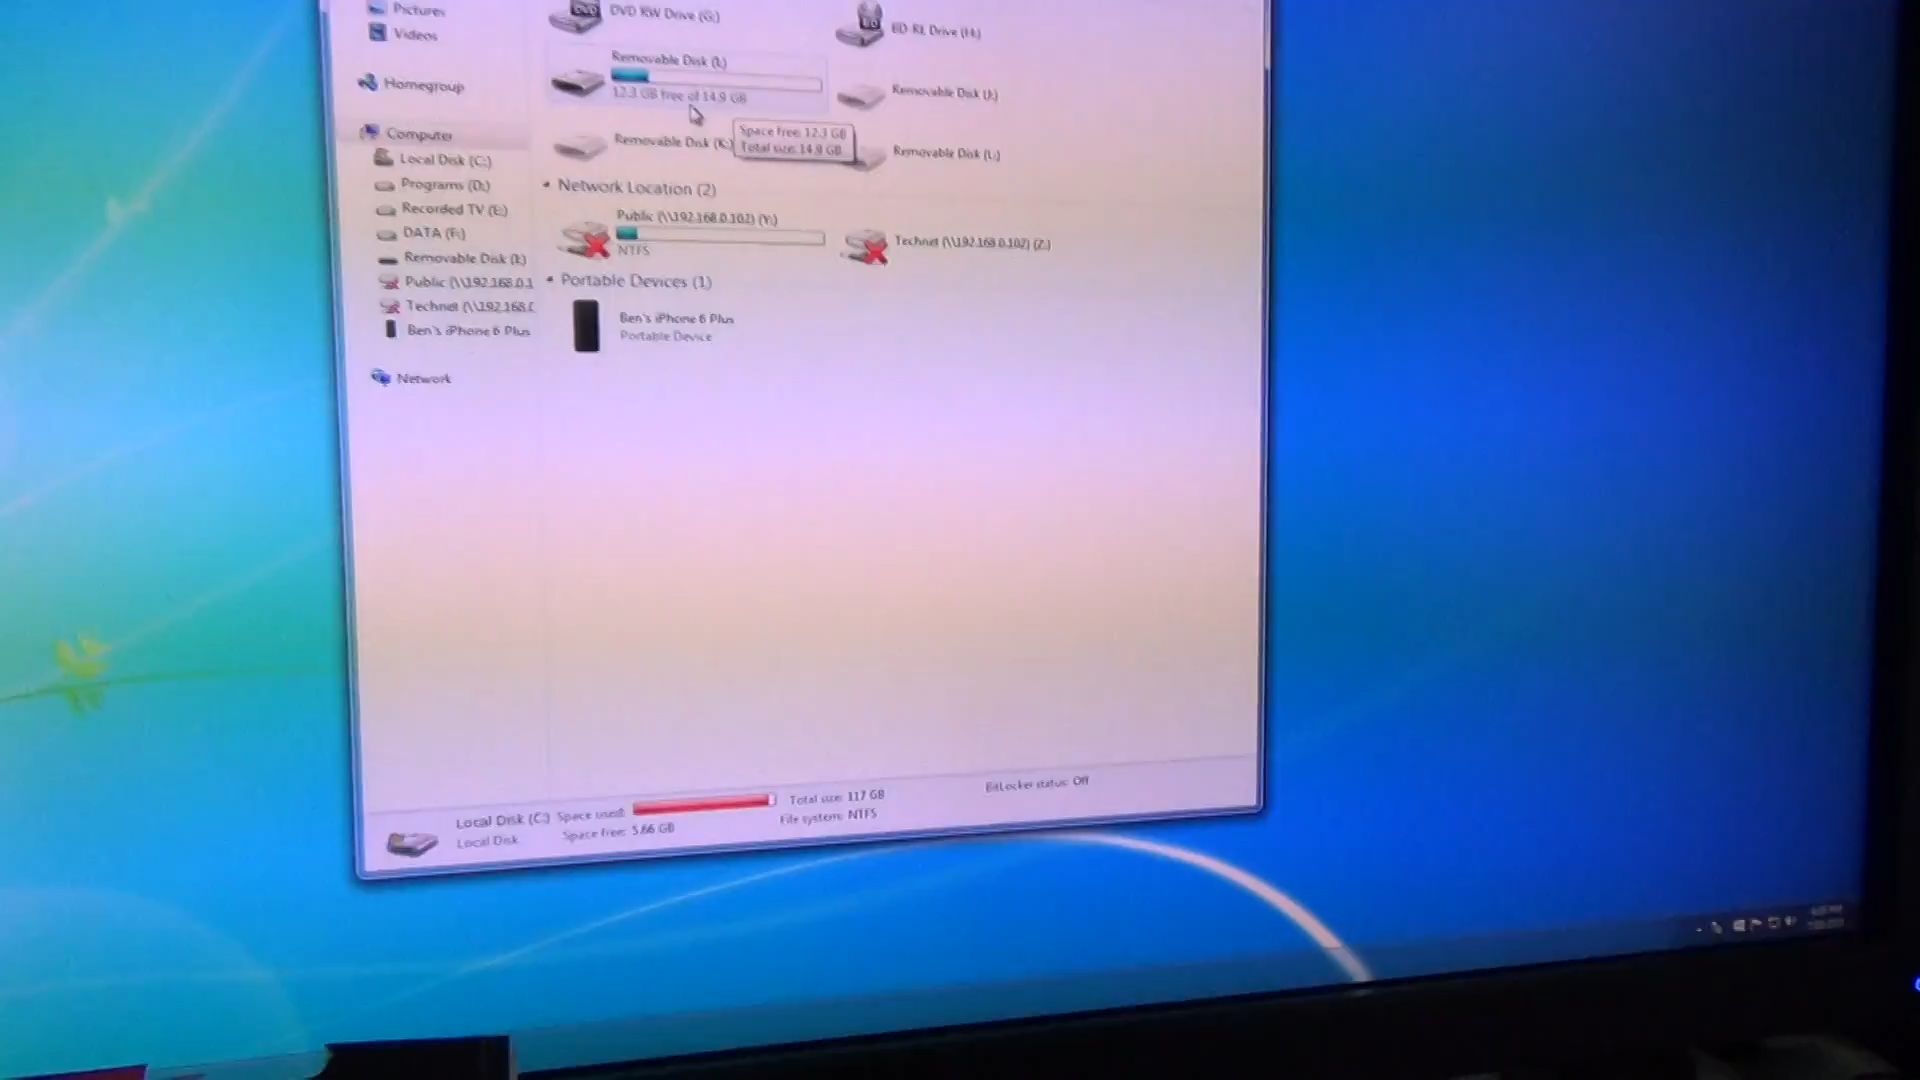 Pictures
Videos
Homegroup
Computer
Local Disk (C:)
Programs (D:)
Recorded TV (E:)
DATA (F:)
Removable Disk (I:)
Public (\\192.168.0.1
Technet (\\192.168.0
Ben's iPhone 6 Plus
Network
DVD RW Drive (G:)
BD-RE Drive (H:)
Removable Disk (I:)
12.3 GB free of 14.9 GB
Removable Disk (J:)
Space free: 12.3 GB
Total size: 14.9 GB
Removable Disk (K:)
Removable Disk (L:)
Network Location (2)
Public (\\192.168.0.102) (Y:)
NTFS
Technet (\\192.168.0.102) (Z:)
Portable Devices (1)
Ben's iPhone 6 Plus
Portable Device
Local Disk (C:) Space used: Total size: 117 GB BitLocker status: Off
Local Disk Space free: 5.66 GB File system: NTFS